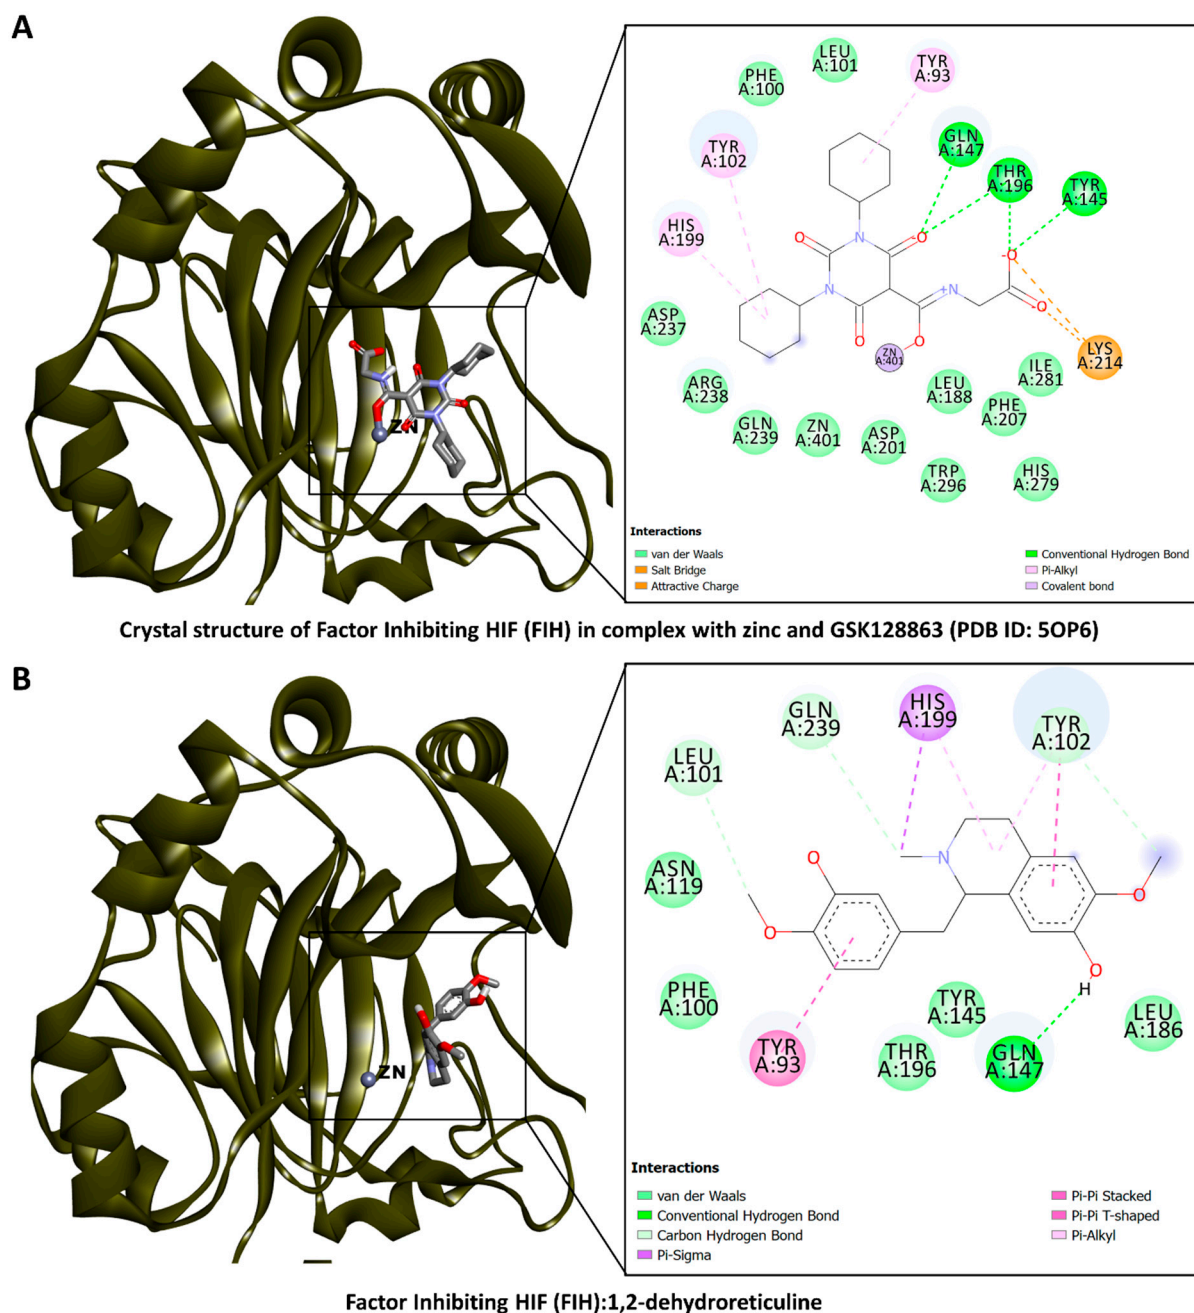 A
ZN
LEU
A:101
PHE
A:100
TYR
A:93
TYR
A:102
GLN
A:147
THR
A:196
TYR
A:145
HIS
A:199
O
N
O
-O
O
N
-O
+N
O
O
O
ASP
A:237
ZN
A:401
LYS
A:214
ARG
A:238
LEU
A:188
ILE
A:281
GLN
A:239
ZN
A:401
ASP
A:201
PHE
A:207
TRP
A:296
HIS
A:279
Interactions
van der Waals
Salt Bridge
Attractive Charge
Conventional Hydrogen Bond
Pi-Alkyl
Covalent bond
Crystal structure of Factor Inhibiting HIF (FIH) in complex with zinc and GSK128863 (PDB ID: 5OP6)
B
ZN
GLN
A:239
HIS
A:199
TYR
A:102
LEU
A:101
ASN
A:119
O
N
O
O
O
H
PHE
A:100
TYR
A:93
TYR
A:145
THR
A:196
GLN
A:147
LEU
A:186
Interactions
van der Waals
Conventional Hydrogen Bond
Carbon Hydrogen Bond
Pi-Sigma
Pi-Pi Stacked
Pi-Pi T-shaped
Pi-Alkyl
Factor Inhibiting HIF (FIH):1,2-dehydroreticuline